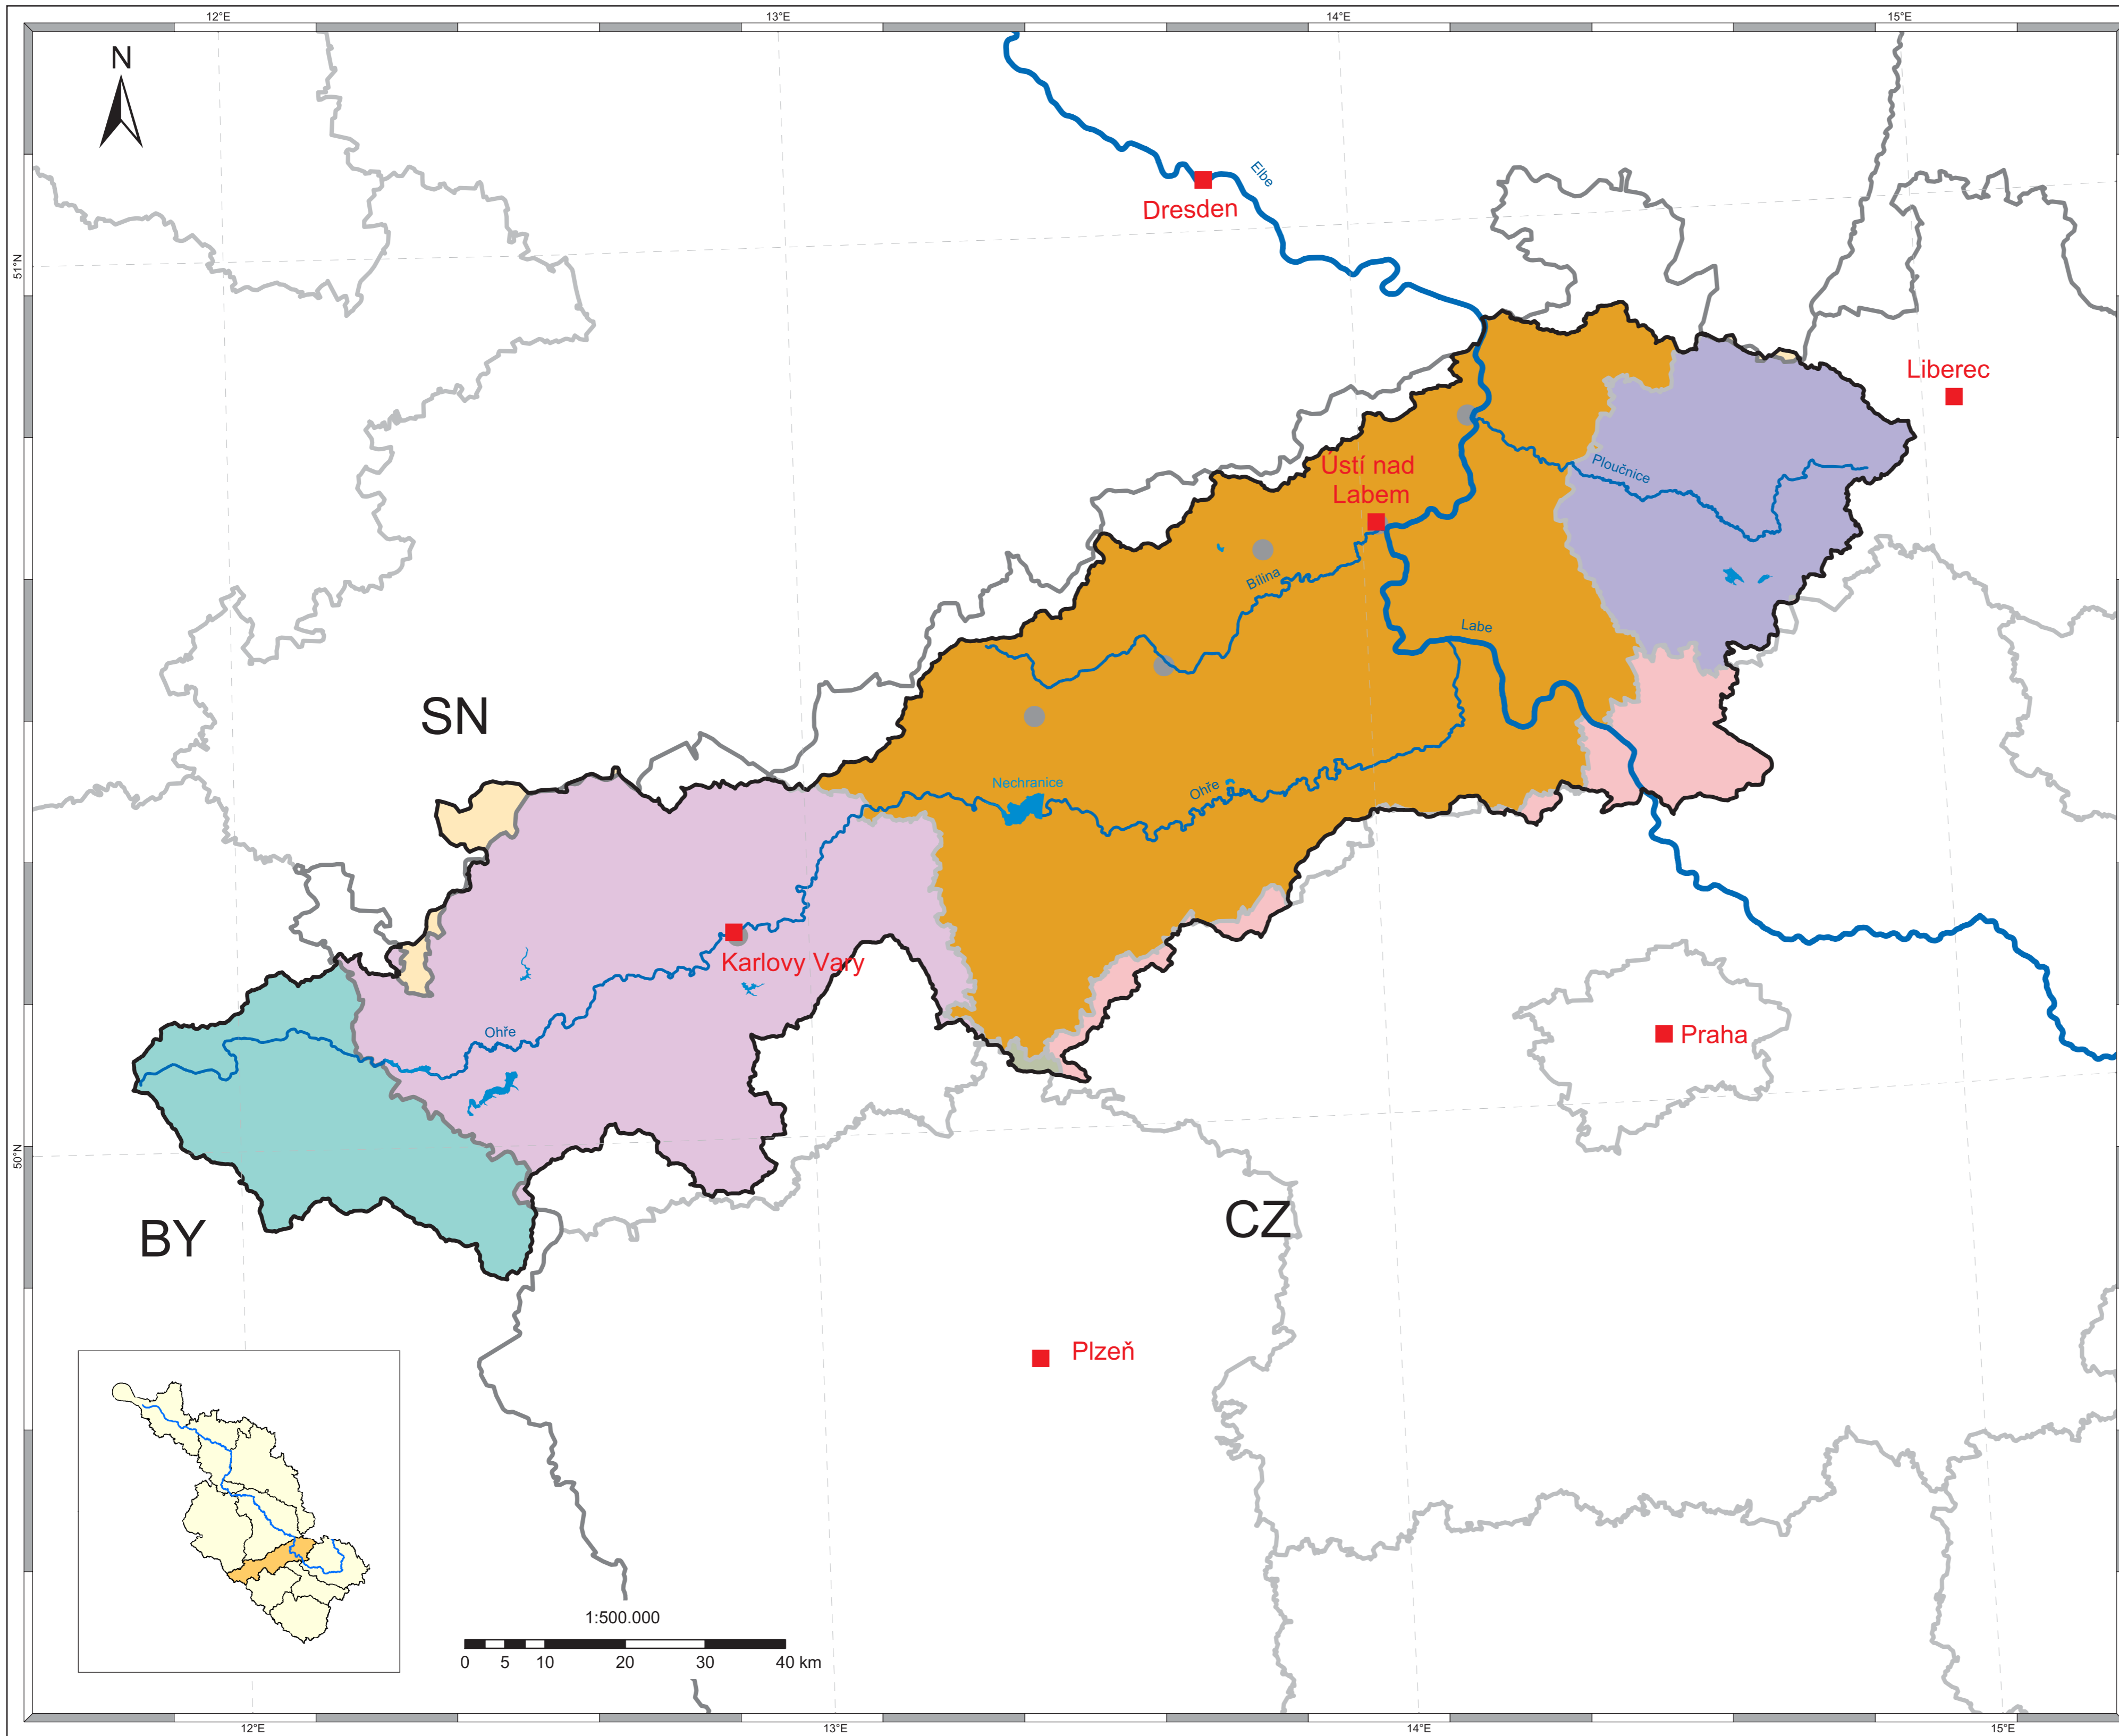 12°E
13°E
14°E
15°E
N
Elbe
Dresden
51°N
Liberec
Ústí nad
Labem
Ploučnice
Bílina
Labe
SN
Nechranice
Ohře
Karlovy Vary
Ohře
Praha
50°N
BY
CZ
Plzeň
1:500.000
0 5 10 20 30 40 km
12°E
13°E
14°E
15°E